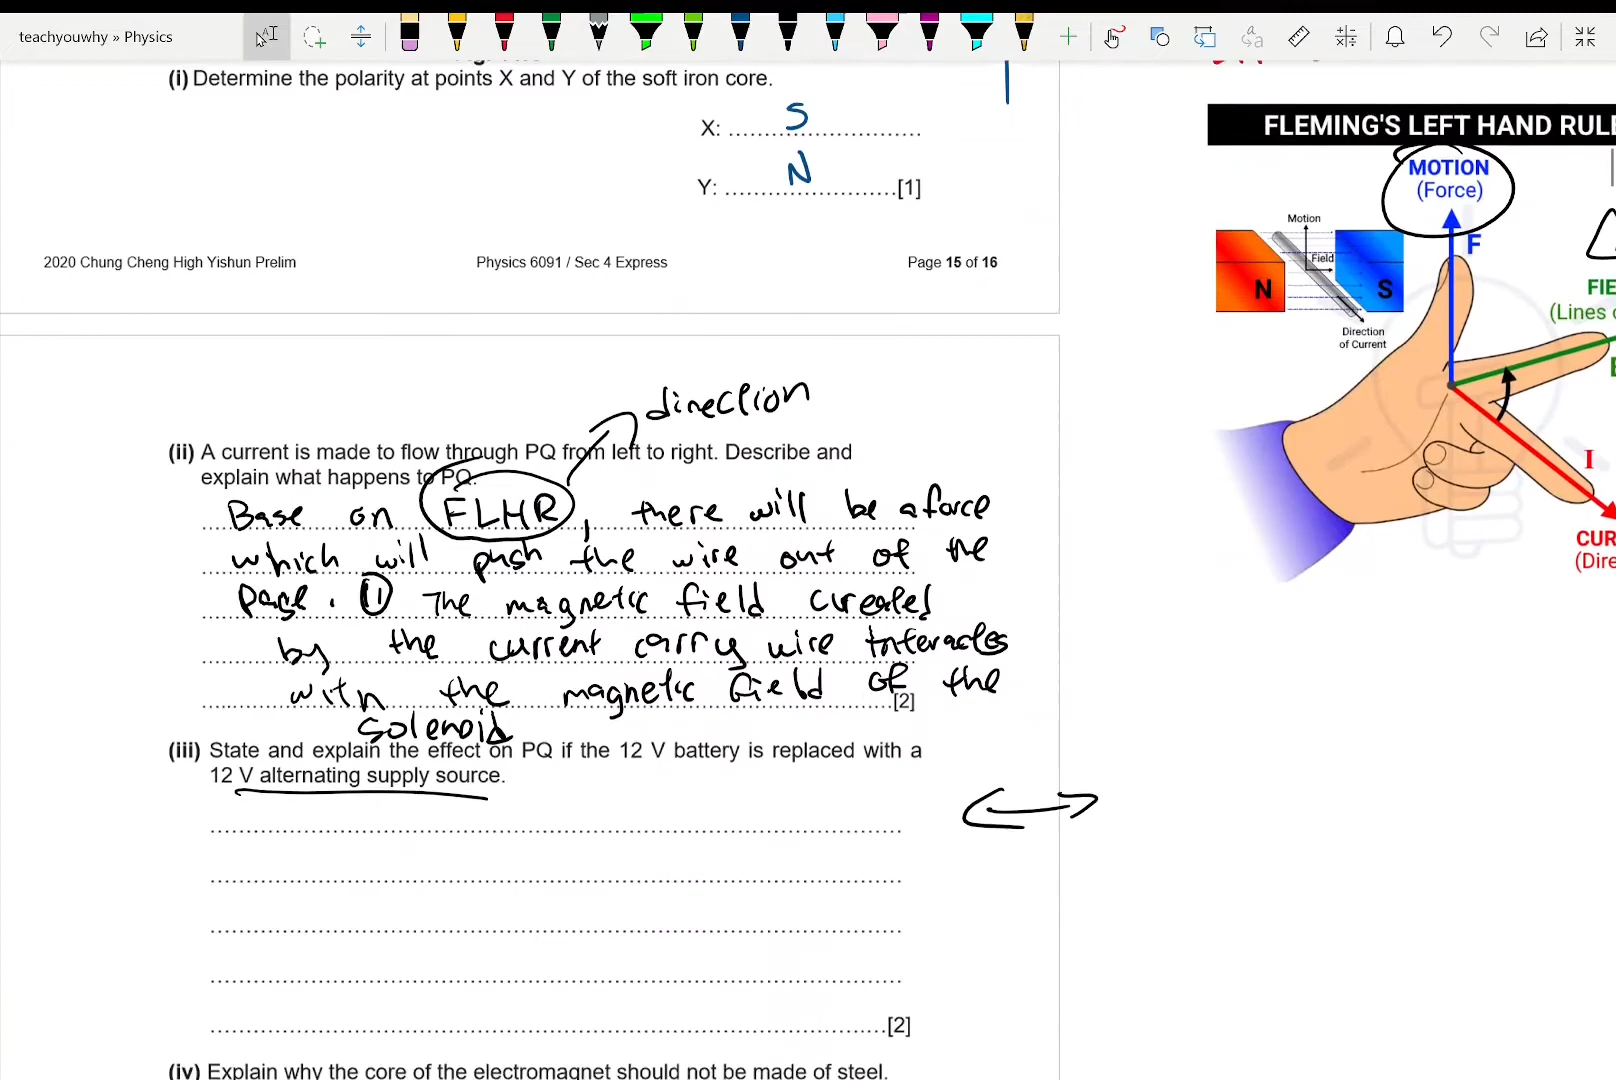 teachyouwhy » Physics
(i) Determine the polarity at points X and Y of the soft iron core.
X: ............................ S
Y: ............................ N [1]
2020 Chung Cheng High Yishun Prelim
Physics 6091 / Sec 4 Express
Page 15 of 16
direction
(ii) A current is made to flow through PQ from left to right. Describe and
explain what happens to PQ.
Base on FLHR, there will be a force
which will push the wire out of the
page. ① The magnetic field created
by the current carry wire interactes
with the magnetic field of the
[2]
solenoid
(iii) State and explain the effect on PQ if the 12 V battery is replaced with a
12 V alternating supply source.
[2]
(iv) Explain why the core of the electromagnet should not be made of steel.
FLEMING'S LEFT HAND RULE
MOTION
(Force)
F
Motion
Field
N
S
Direction
of Current
FIE
(Lines
I
CUR
(Dire